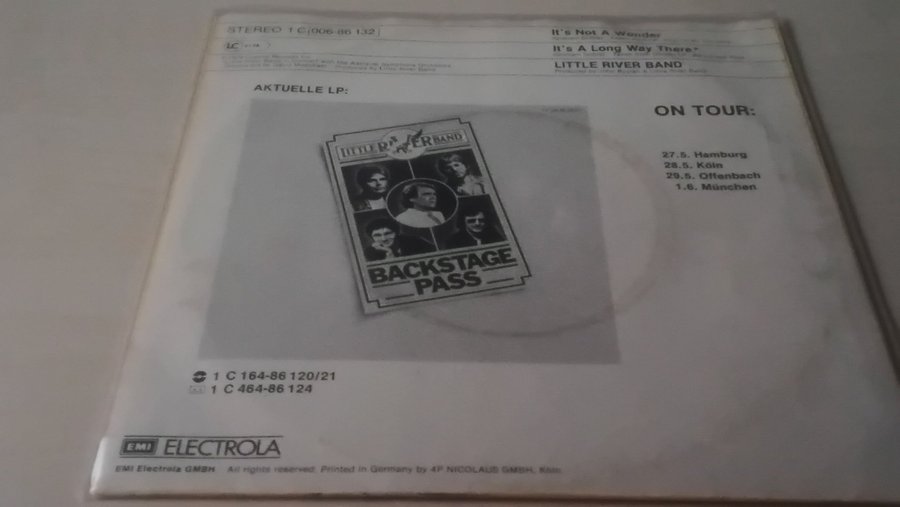 STEREO 1 C 006-86 132
LC
It's Not A Wonder
It's A Long Way There*
LITTLE RIVER BAND
AKTUELLE LP:
ON TOUR:
27.5. Hamburg
28.5. Köln
29.5. Offenbach
1.6. München
LITTLE RIVER BAND
BACKSTAGE
PASS
1 C 164-86 120/21
1 C 464-86 124
EMI ELECTROLA
EMI Electrola GMBH All rights reserved. Printed in Germany by 4P NICOLAUS GMBH, Köln